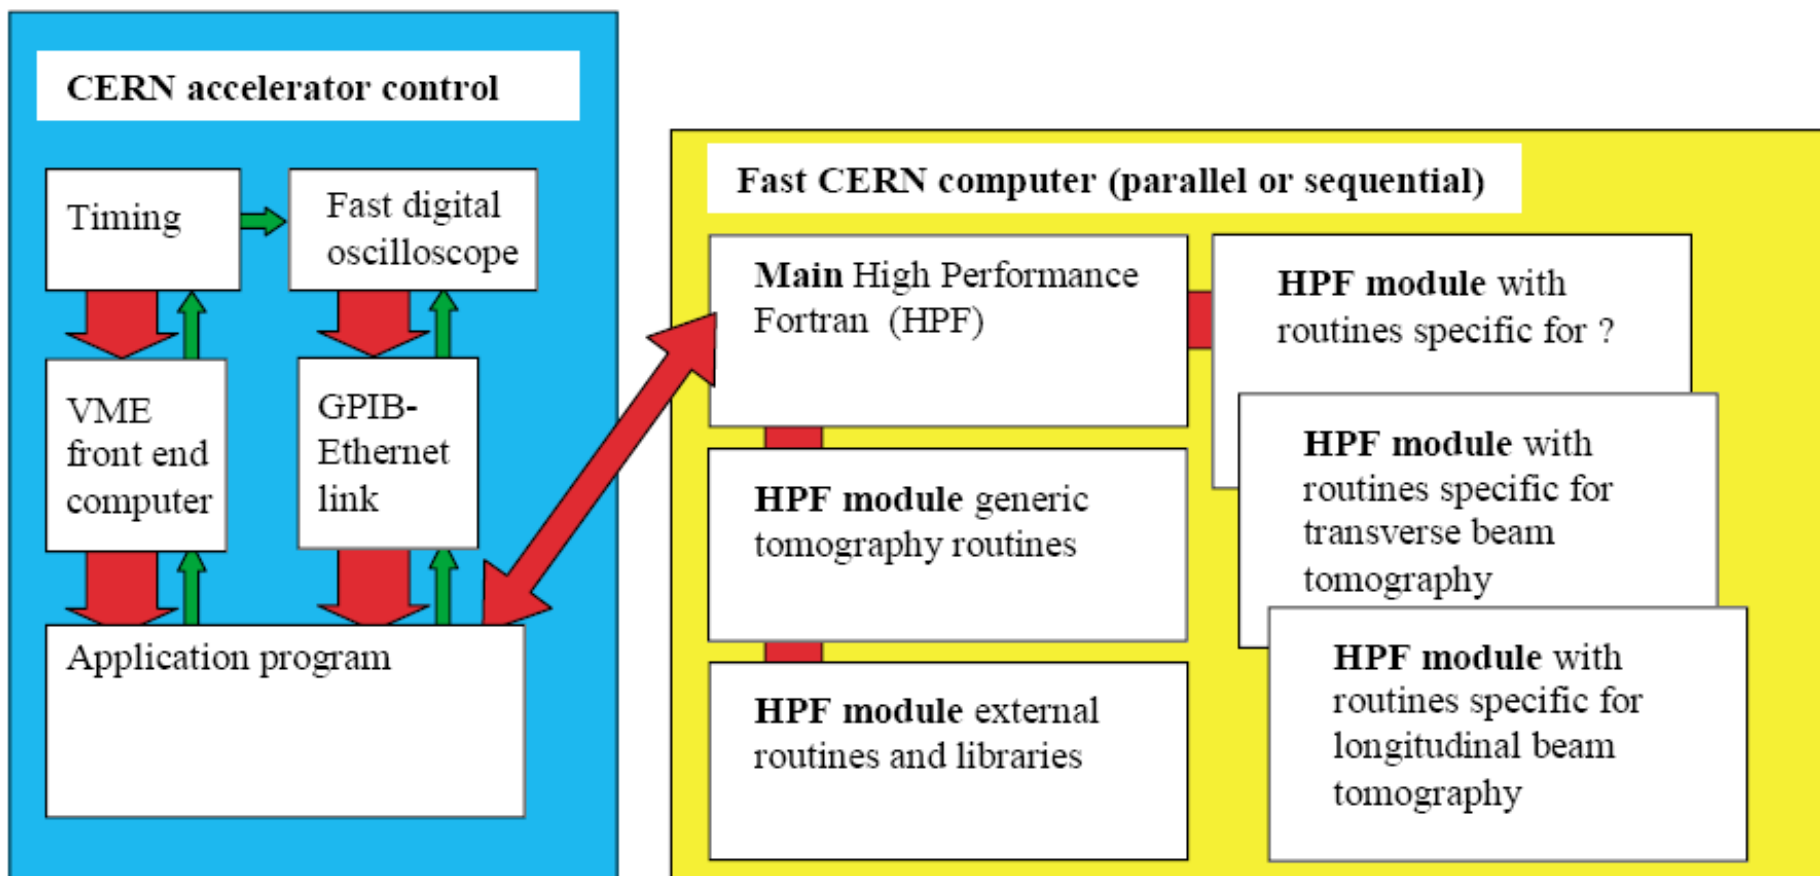 CERN accelerator control
Timing
Fast digital
oscilloscope
VME
front end
computer
GPIB-
Ethernet
link
Application program
Fast CERN computer (parallel or sequential)
Main High Performance
Fortran (HPF)
HPF module generic
tomography routines
HPF module external
routines and libraries
HPF module with
routines specific for ?
HPF module with
routines specific for
transverse beam
tomography
HPF module with
routines specific for
longitudinal beam
tomography